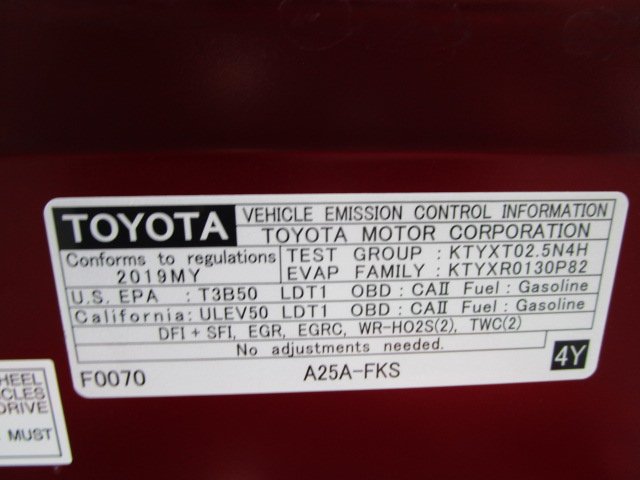 TOYOTA
VEHICLE EMISSION CONTROL INFORMATION
TOYOTA MOTOR CORPORATION
Conforms to regulations
2019MY
TEST GROUP : KTYXT02.5N4H
EVAP FAMILY : KTYXR0130P82
U.S. EPA : T3B50 LDT1 OBD : CAII Fuel : Gasoline
California: ULEV50 LDT1 OBD : CAII Fuel : Gasoline
DFI + SFI, EGR, EGRC, WR-HO2S(2), TWC(2)
No adjustments needed.
F0070 A25A-FKS 4Y
HEEL
CLES
DRIVE
MUST